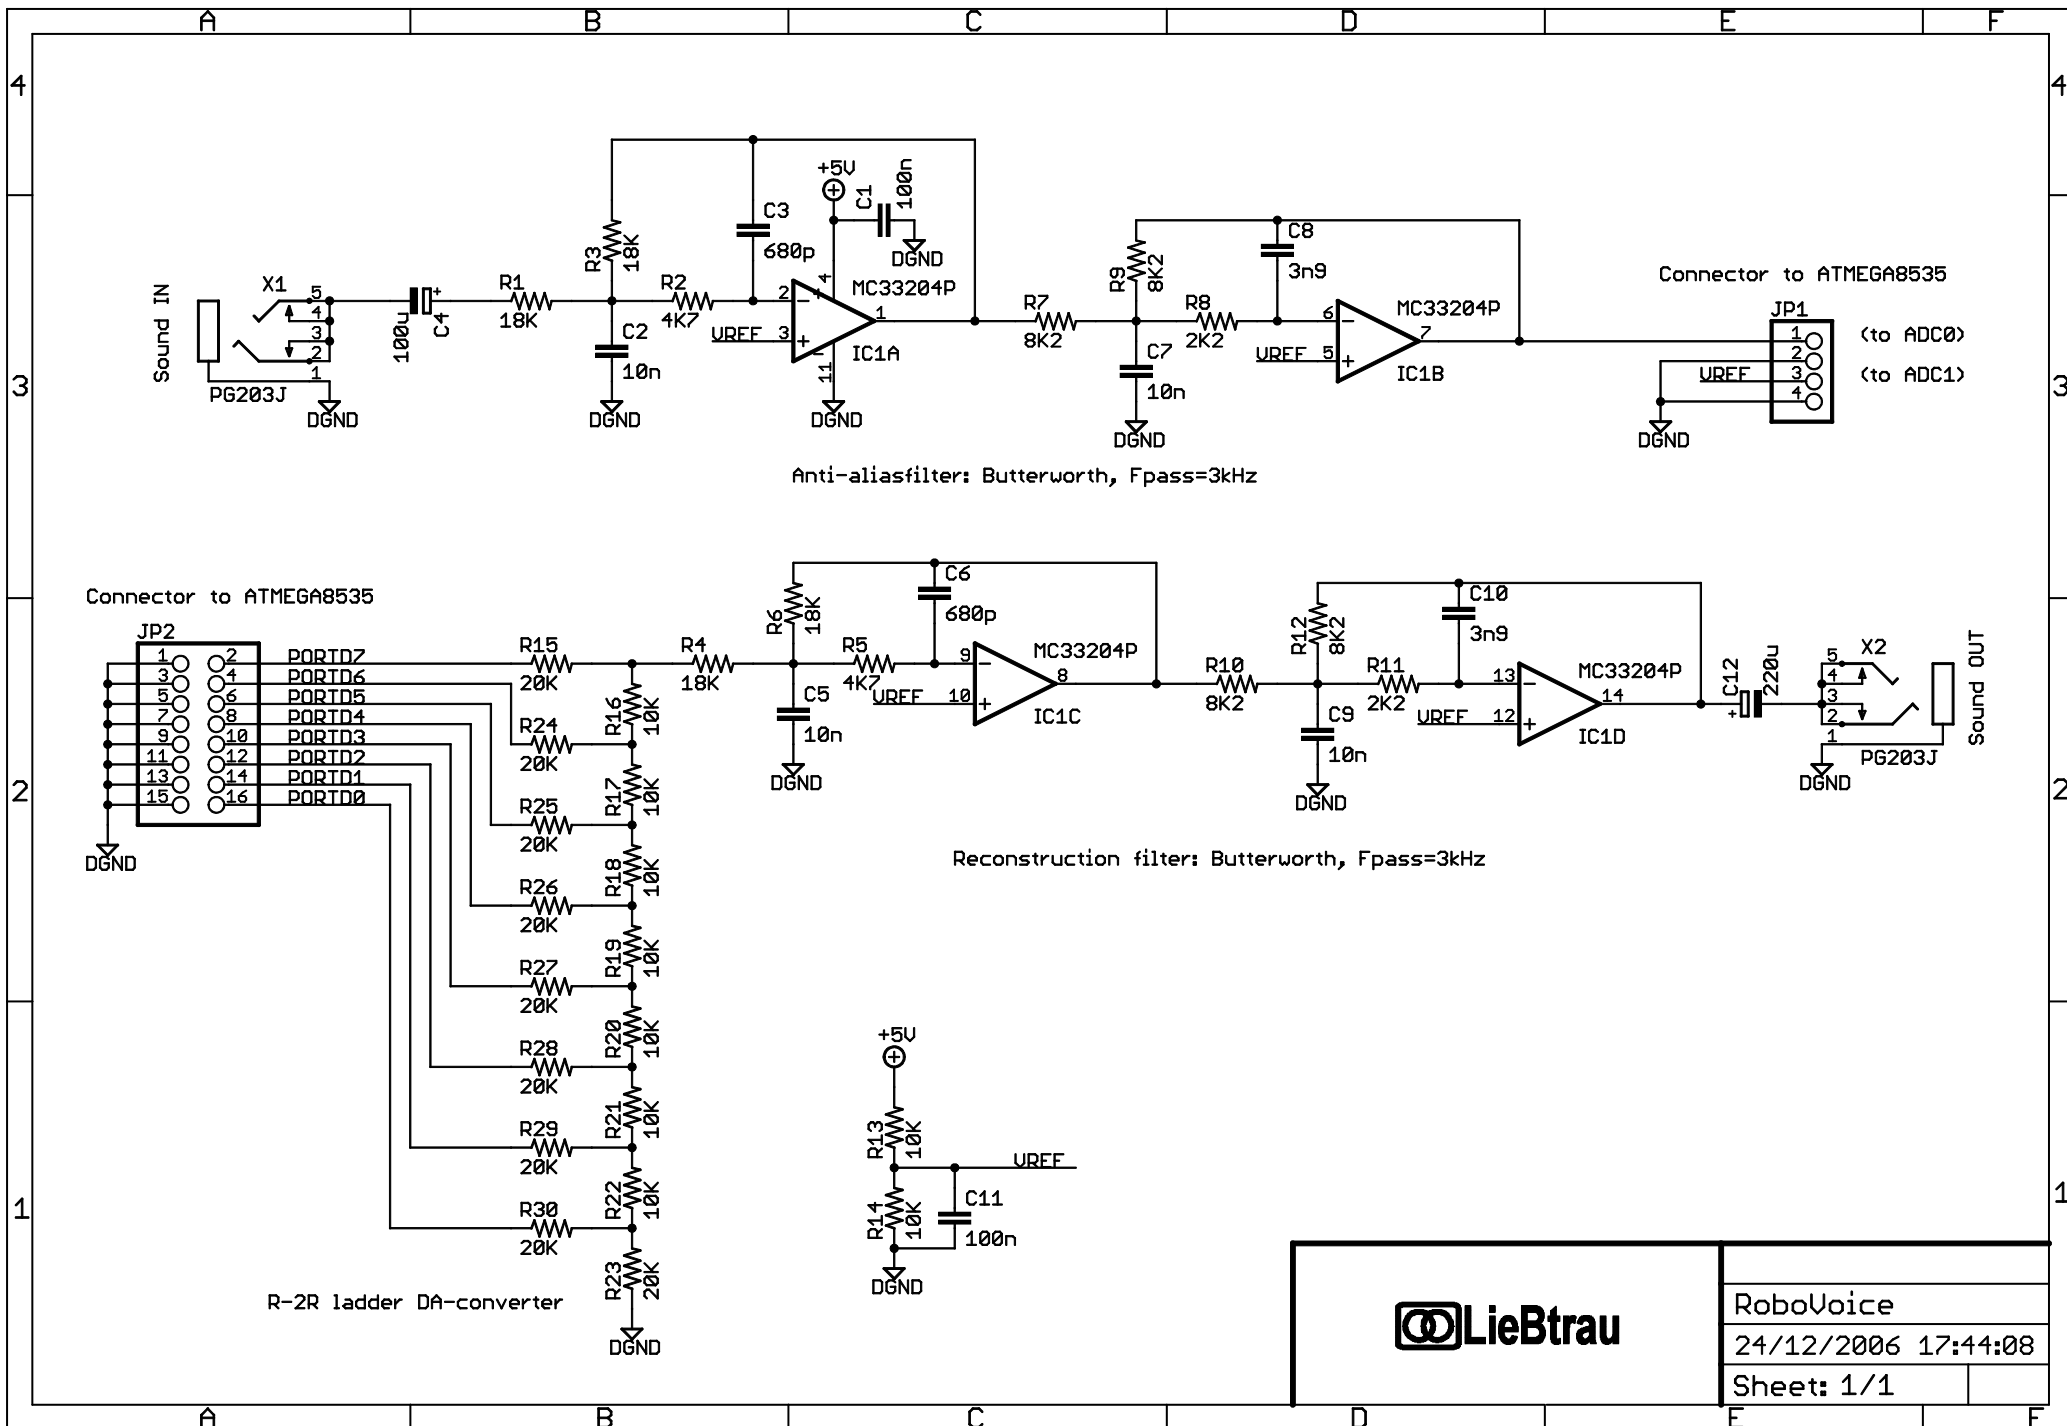 A B C D E F
4 4
+5V
C1
100n
DGND
C3
680p
R3
18K
C8
3n9
R9
8K2
Sound IN
X1
5
4
3
2
1
PG203J
DGND
100u
C4
+
R1
18K
R2
4K7
C2
10n
DGND
VREF
2
3
4
11
1
MC33204P
IC1A
DGND
R7
8K2
R8
2K2
C7
10n
DGND
VREF
6
5
7
MC33204P
IC1B
Connector to ATMEGA8535
JP1
1
2
3
4
VREF
(to ADC0)
(to ADC1)
DGND
3 3
Anti-aliasfilter: Butterworth, Fpass=3kHz
Connector to ATMEGA8535
JP2
1 2 PORTD7
3 4 PORTD6
5 6 PORTD5
7 8 PORTD4
9 10 PORTD3
11 12 PORTD2
13 14 PORTD1
15 16 PORTD0
DGND
R15
20K
R16
10K
R24
20K
R17
10K
R25
20K
R18
10K
R26
20K
R19
10K
R27
20K
R20
10K
R28
20K
R21
10K
R29
20K
R22
10K
R30
20K
R23
20K
DGND
R-2R ladder DA-converter
R4
18K
R6
18K
R5
4K7
C6
680p
C5
10n
DGND
VREF
9
10
8
MC33204P
IC1C
R10
8K2
R12
8K2
R11
2K2
C10
3n9
C9
10n
DGND
VREF
13
12
14
MC33204P
IC1D
C12
220u
+
X2
5
4
3
2
1
PG203J
DGND
Sound OUT
2 2
Reconstruction filter: Butterworth, Fpass=3kHz
+5V
R13
10K
VREF
R14
10K
C11
100n
DGND
1 1
LieBtrau
RoboVoice
24/12/2006 17:44:08
Sheet: 1/1
A B C D E F